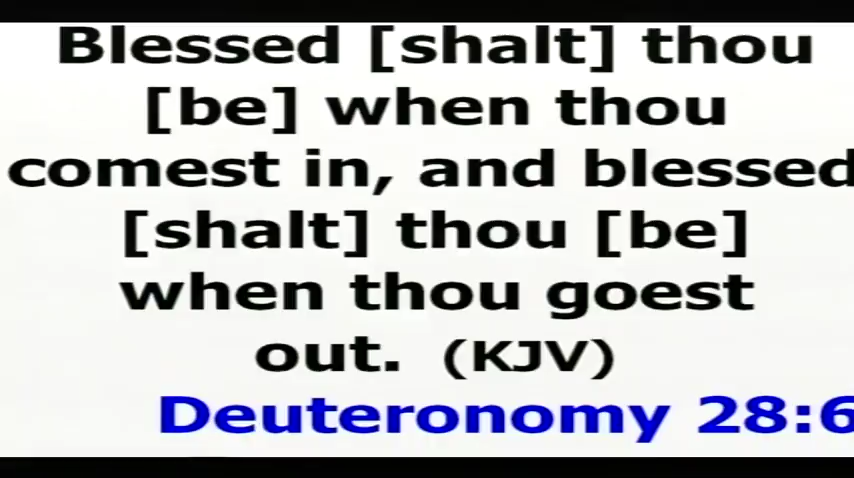 Blessed [shalt] thou
[be] when thou
comest in, and blessed
[shalt] thou [be]
when thou goest
out. (KJV)
Deuteronomy 28:6